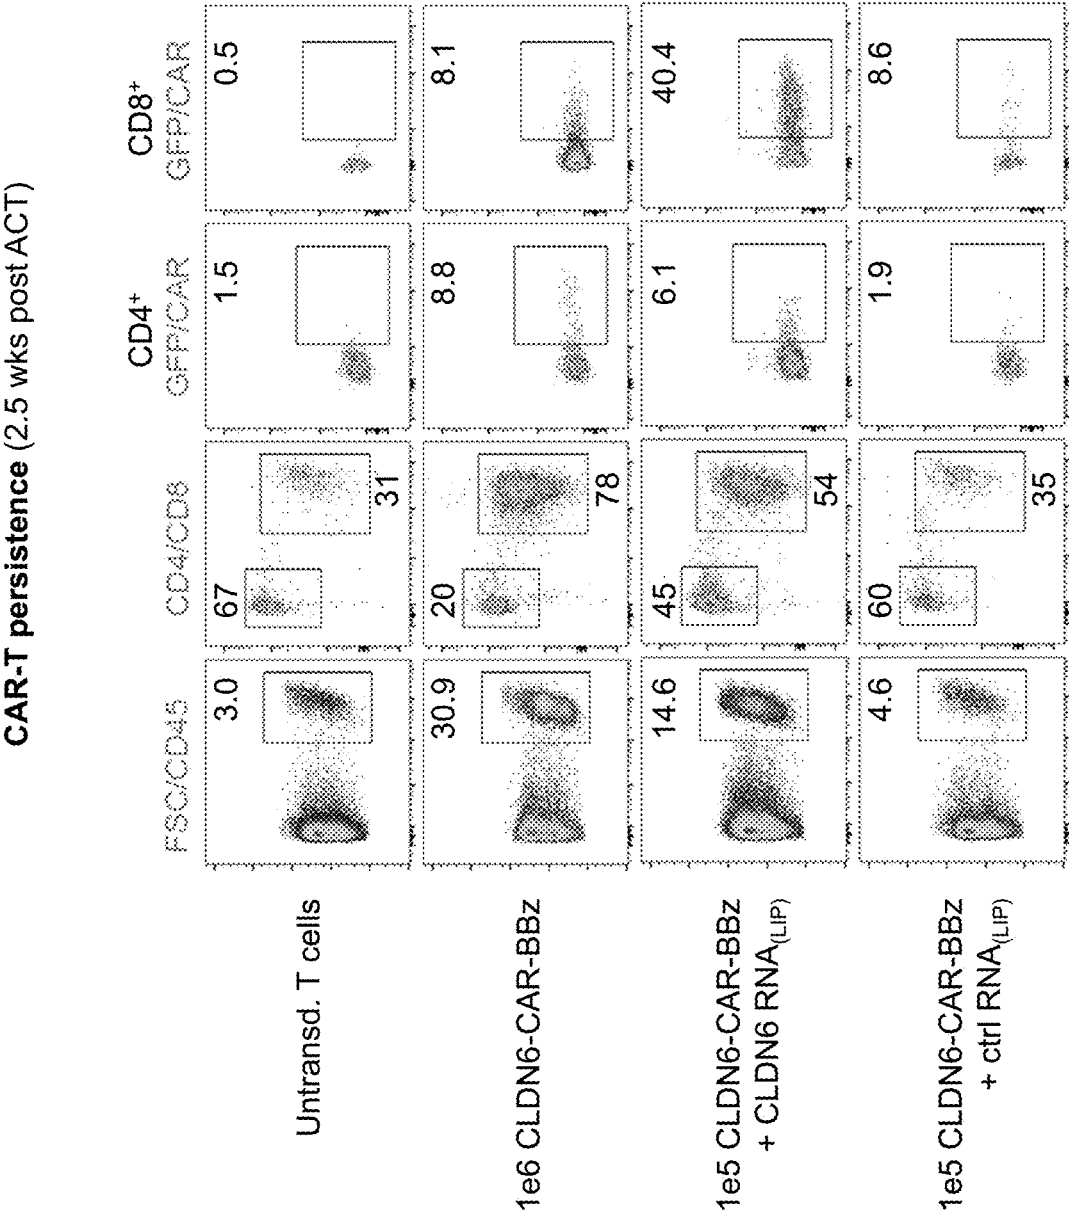 CAR-T persistence (2.5 wks post ACT)
CD4⁺
CD8⁺
FSC/CD45
CD4/CD8
GFP/CAR
GFP/CAR
Untransd. T cells
3.0
67
31
1.5
0.5
1e6 CLDN6-CAR-BBz
30.9
20
78
8.8
8.1
1e5 CLDN6-CAR-BBz
+ CLDN6 RNA(LIP)
14.6
45
54
6.1
40.4
1e5 CLDN6-CAR-BBz
+ ctrl RNA(LIP)
4.6
60
35
1.9
8.6